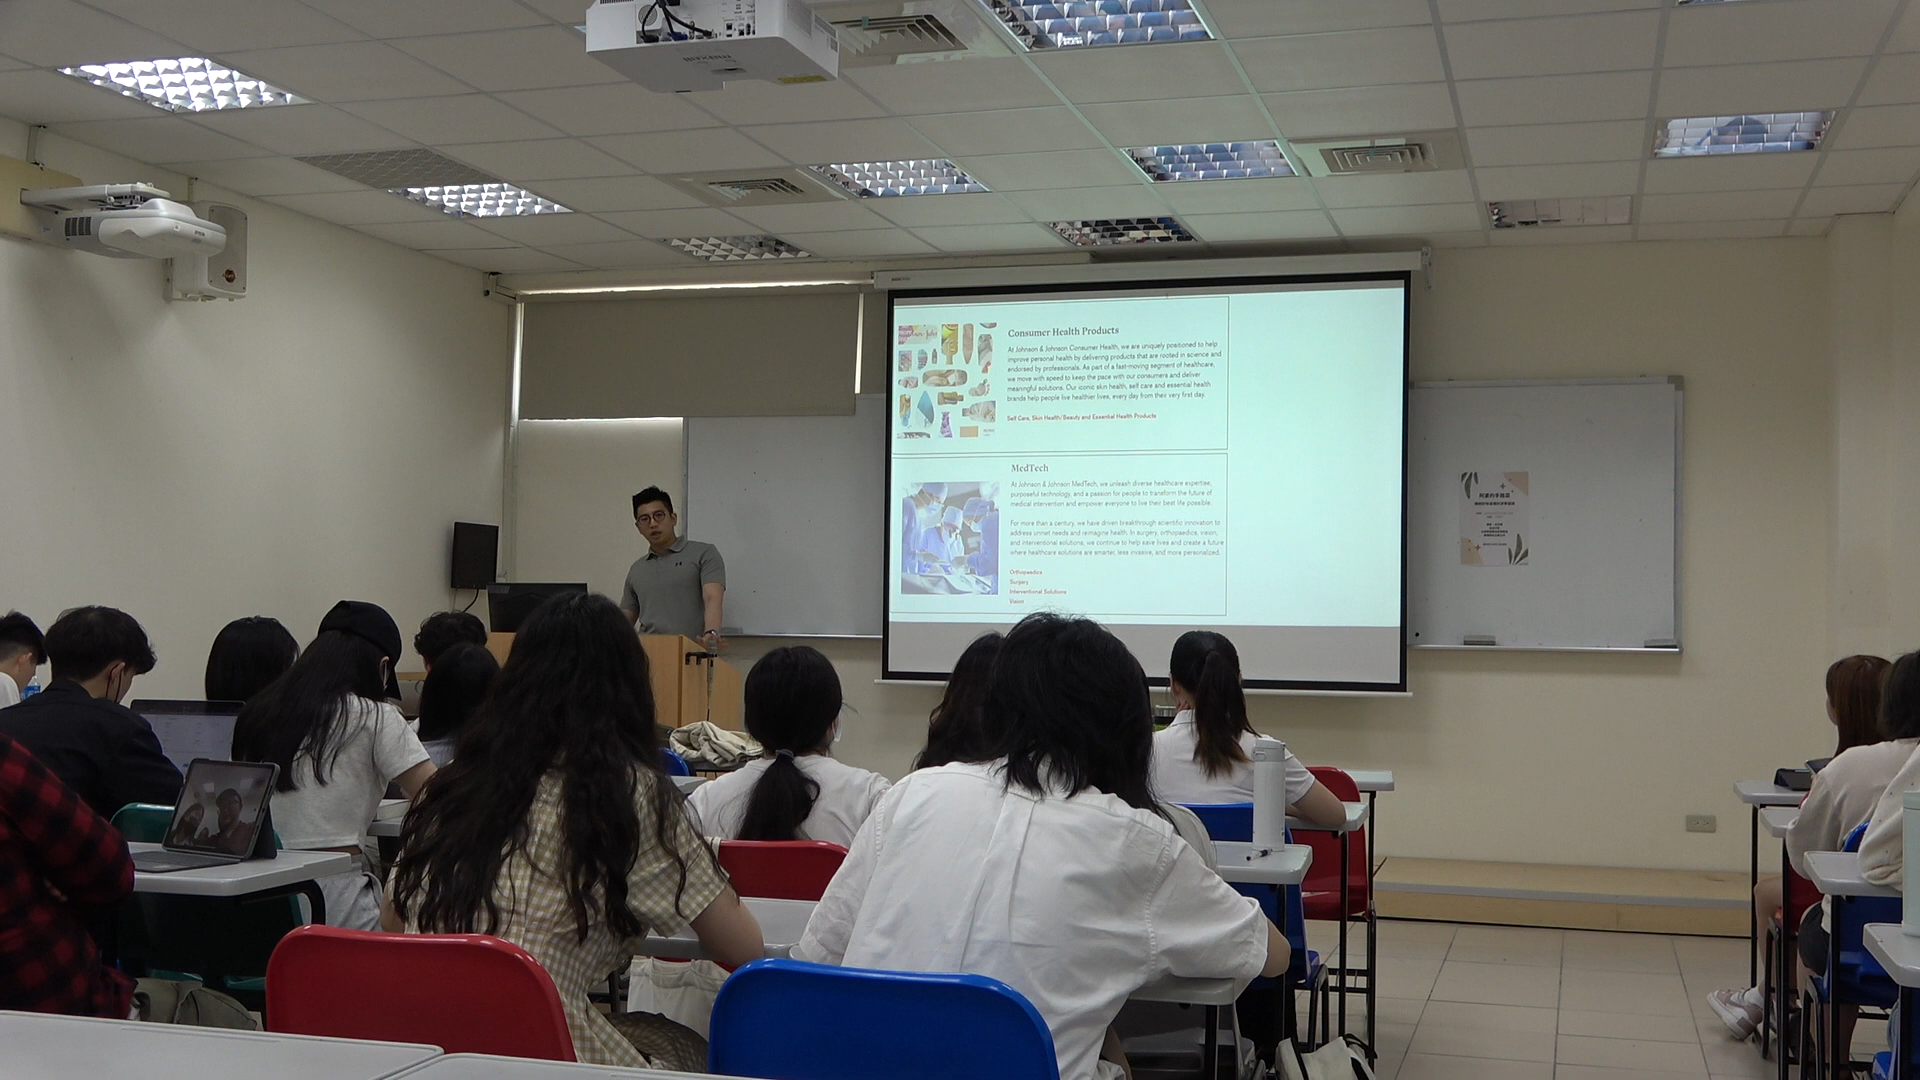 Consumer Health Products
At Johnson & Johnson Consumer Health, we are uniquely positioned to help
improve personal health by delivering products that are rooted in science and
endorsed by professionals. As part of a fast-moving segment of healthcare,
we move with speed to keep the pace with our consumers and deliver
meaningful solutions. Our iconic skin health, self care and essential health
brands help people live healthier lives, every day from their very first day.
Self Care, Skin Health/Beauty and Essential Health Products
MedTech
At Johnson & Johnson MedTech, we unleash diverse healthcare expertise,
purposeful technology, and a passion for people to transform the future of
medical intervention and empower everyone to live their best life possible.
For more than a century, we have driven breakthrough scientific innovation to
address unmet needs and reimagine health. In surgery, orthopaedics, vision,
and interventional solutions, we continue to help save lives and create a future
where healthcare solutions are smarter, less invasive, and more personalized.
Orthopaedics
Surgery
Interventional Solutions
Vision